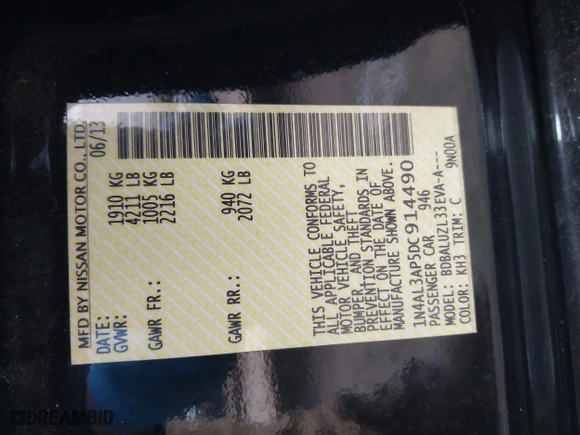 MFD BY NISSAN MOTOR CO., LTD.
DATE: 06/13
GVWR: 1910 KG
4211 LB
GAWR FR.: 1005 KG
2216 LB
GAWR RR.: 940 KG
2072 LB
THIS VEHICLE CONFORMS TO
ALL APPLICABLE FEDERAL
MOTOR VEHICLE SAFETY,
BUMPER, AND THEFT
PREVENTION STANDARDS IN
EFFECT ON THE DATE OF
MANUFACTURE SHOWN ABOVE.
1N4AL3AP5DC914490
PASSENGER CAR 946
MODEL: BDBALUZL33EVA-A---
COLOR: KH3 TRIM: C 9N00A
DREAMBID